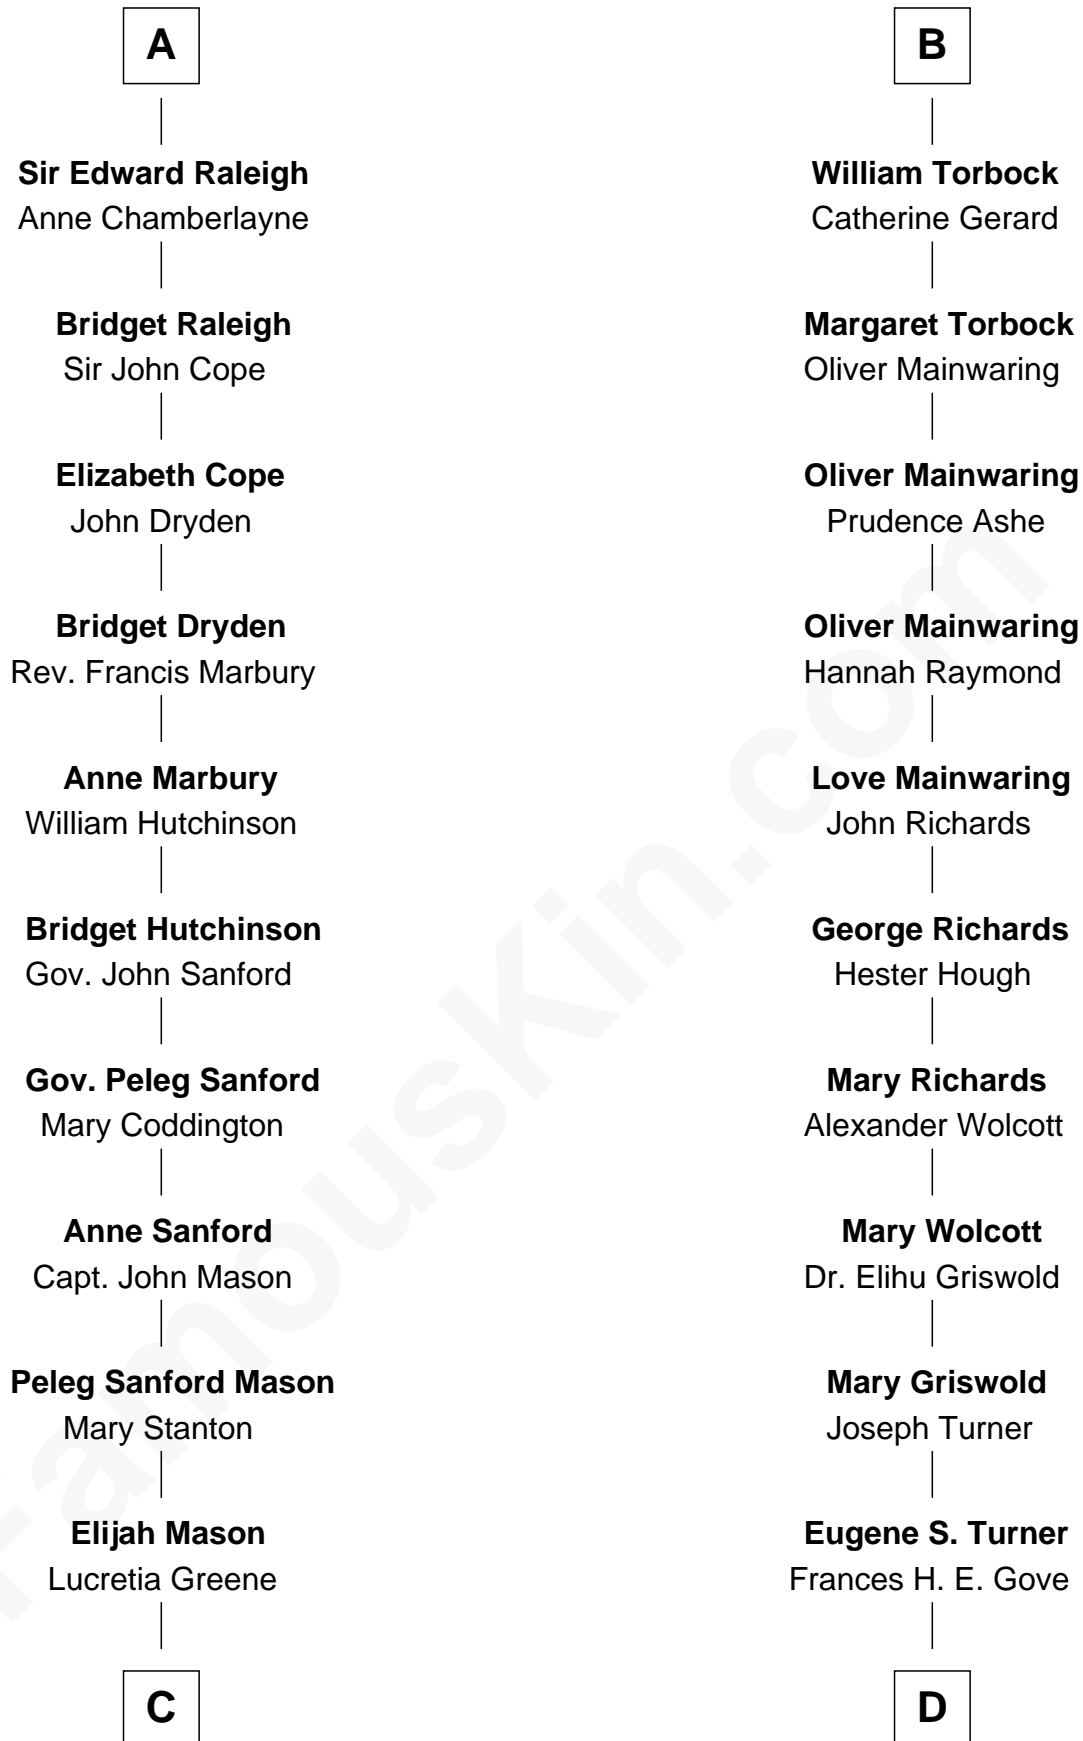 A
Sir Edward Raleigh
Anne Chamberlayne
Bridget Raleigh
Sir John Cope
Elizabeth Cope
John Dryden
Bridget Dryden
Rev. Francis Marbury
Anne Marbury
William Hutchinson
Bridget Hutchinson
Gov. John Sanford
Gov. Peleg Sanford
Mary Coddington
Anne Sanford
Capt. John Mason
Peleg Sanford Mason
Mary Stanton
Elijah Mason
Lucretia Greene
C
B
William Torbock
Catherine Gerard
Margaret Torbock
Oliver Mainwaring
Oliver Mainwaring
Prudence Ashe
Oliver Mainwaring
Hannah Raymond
Love Mainwaring
John Richards
George Richards
Hester Hough
Mary Richards
Alexander Wolcott
Mary Wolcott
Dr. Elihu Griswold
Mary Griswold
Joseph Turner
Eugene S. Turner
Frances H. E. Gove
D
FamousKin.com